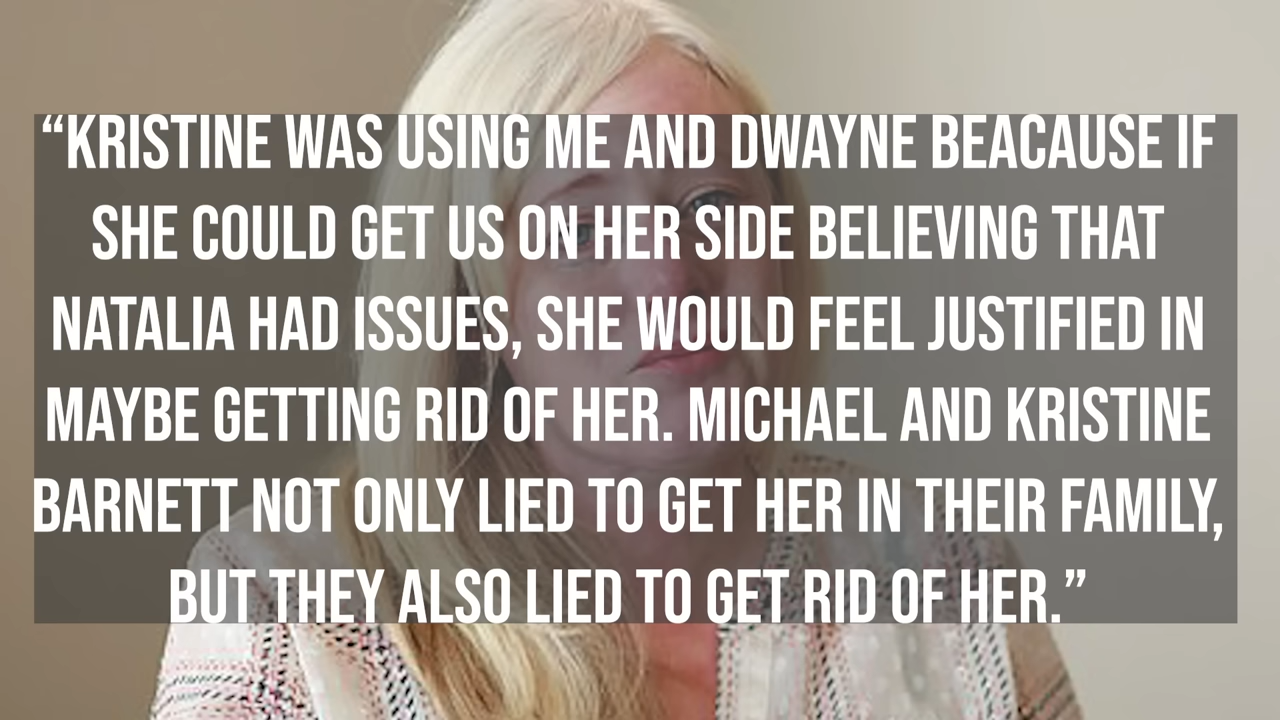 “KRISTINE WAS USING ME AND DWAYNE BEACAUSE IF
SHE COULD GET US ON HER SIDE BELIEVING THAT
NATALIA HAD ISSUES, SHE WOULD FEEL JUSTIFIED IN
MAYBE GETTING RID OF HER. MICHAEL AND KRISTINE
BARNETT NOT ONLY LIED TO GET HER IN THEIR FAMILY,
BUT THEY ALSO LIED TO GET RID OF HER.”